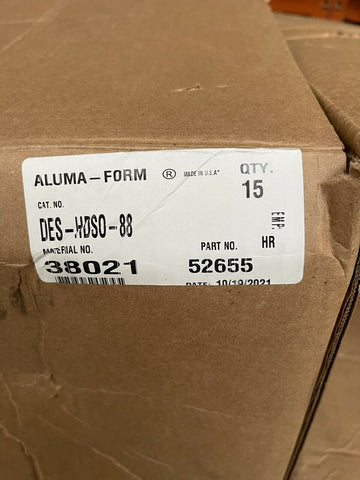 ALUMA-FORM ® MADE IN U.S.A. QTY.
15
CAT. NO.
DES-HDSO-88 EMP.
MATERIAL NO. PART NO. HR
38021 52655
DATE: 10/19/2021